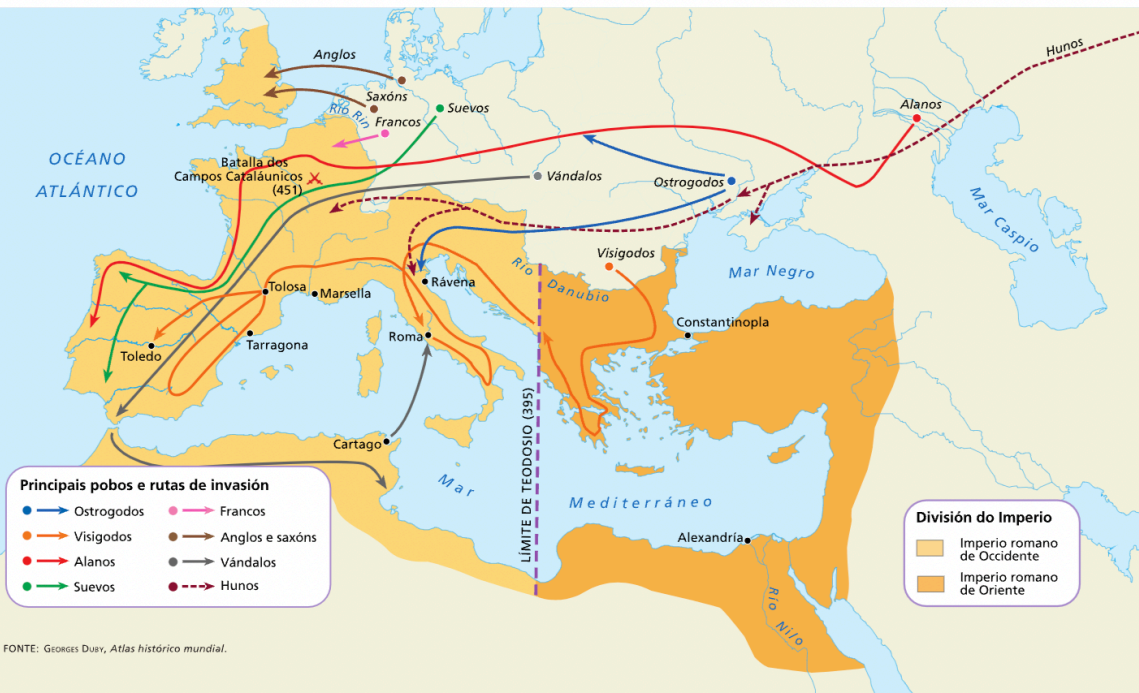 Anglos
Hunos
Saxóns
Río Rin
Francos
Suevos
Alanos
OCÉANO
ATLÁNTICO
Batalla dos
Campos Cataláunicos
(451)
Vándalos
Ostrogodos
Mar Caspio
Visigodos
Mar Negro
Río Danubio
Rávena
Tolosa
Marsella
Constantinopla
Roma
Tarragona
Toledo
LÍMITE DE TEODOSIO (395)
Cartago
Mar
Mediterráneo
Alexandría
Río Nilo
Principais pobos e rutas de invasión
Ostrogodos
Visigodos
Alanos
Suevos
Francos
Anglos e saxóns
Vándalos
Hunos
División do Imperio
Imperio romano
de Occidente
Imperio romano
de Oriente
FONTE: GEORGES DUBY, Atlas histórico mundial.